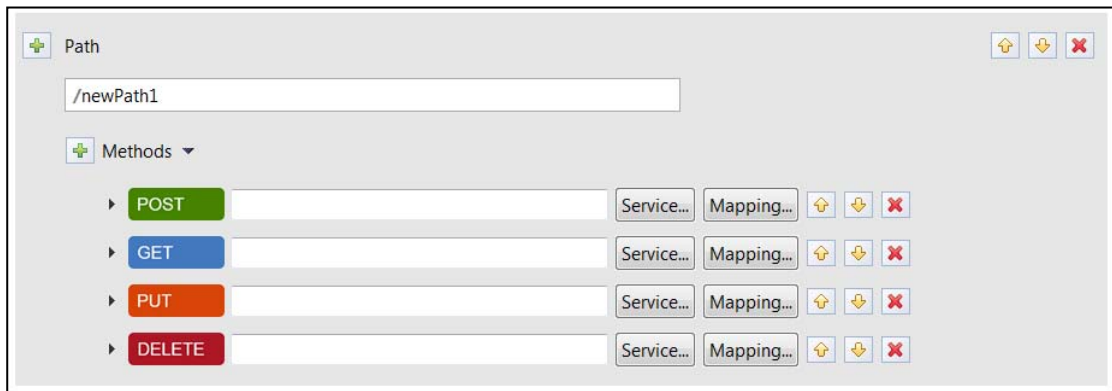 Path
/newPath1
Methods
POST Service... Mapping...
GET Service... Mapping...
PUT Service... Mapping...
DELETE Service... Mapping...